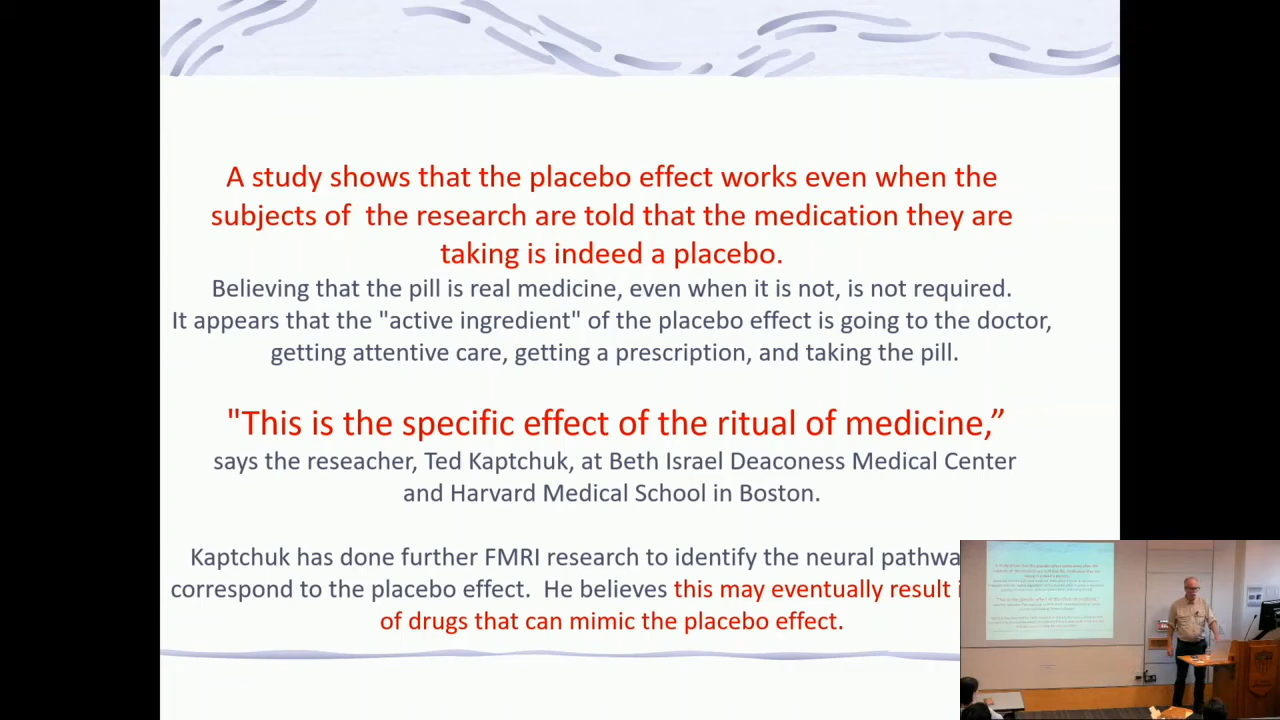 A study shows that the placebo effect works even when the
subjects of  the research are told that the medication they are
taking is indeed a placebo.
Believing that the pill is real medicine, even when it is not, is not required.
It appears that the "active ingredient" of the placebo effect is going to the doctor,
getting attentive care, getting a prescription, and taking the pill.
"This is the specific effect of the ritual of medicine,”
says the reseacher, Ted Kaptchuk, at Beth Israel Deaconess Medical Center
and Harvard Medical School in Boston.
Kaptchuk has done further FMRI research to identify the neural
correspond to the placebo effect.  He believes this may eventually result
of drugs that can mimic the placebo effect.